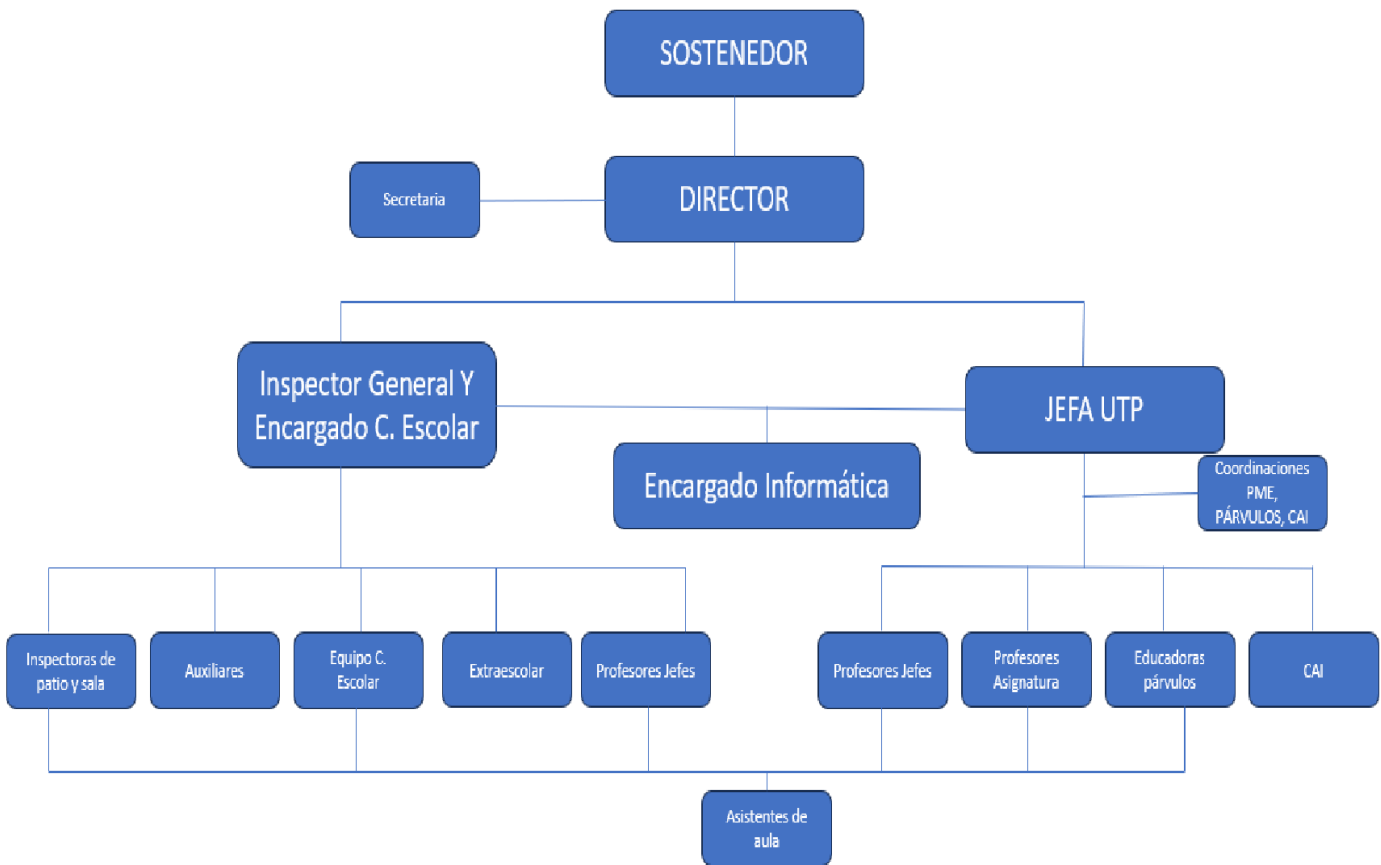 SOSTENEDOR
Secretaria
DIRECTOR
Inspector General Y
Encargado C. Escolar
JEFA UTP
Encargado Informática
Coordinaciones
PME,
PÁRVULOS, CAI
Inspectoras de
patio y sala
Auxiliares
Equipo C.
Escolar
Extraescolar
Profesores Jefes
Profesores Jefes
Profesores
Asignatura
Educadoras
párvulos
CAI
Asistentes de
aula